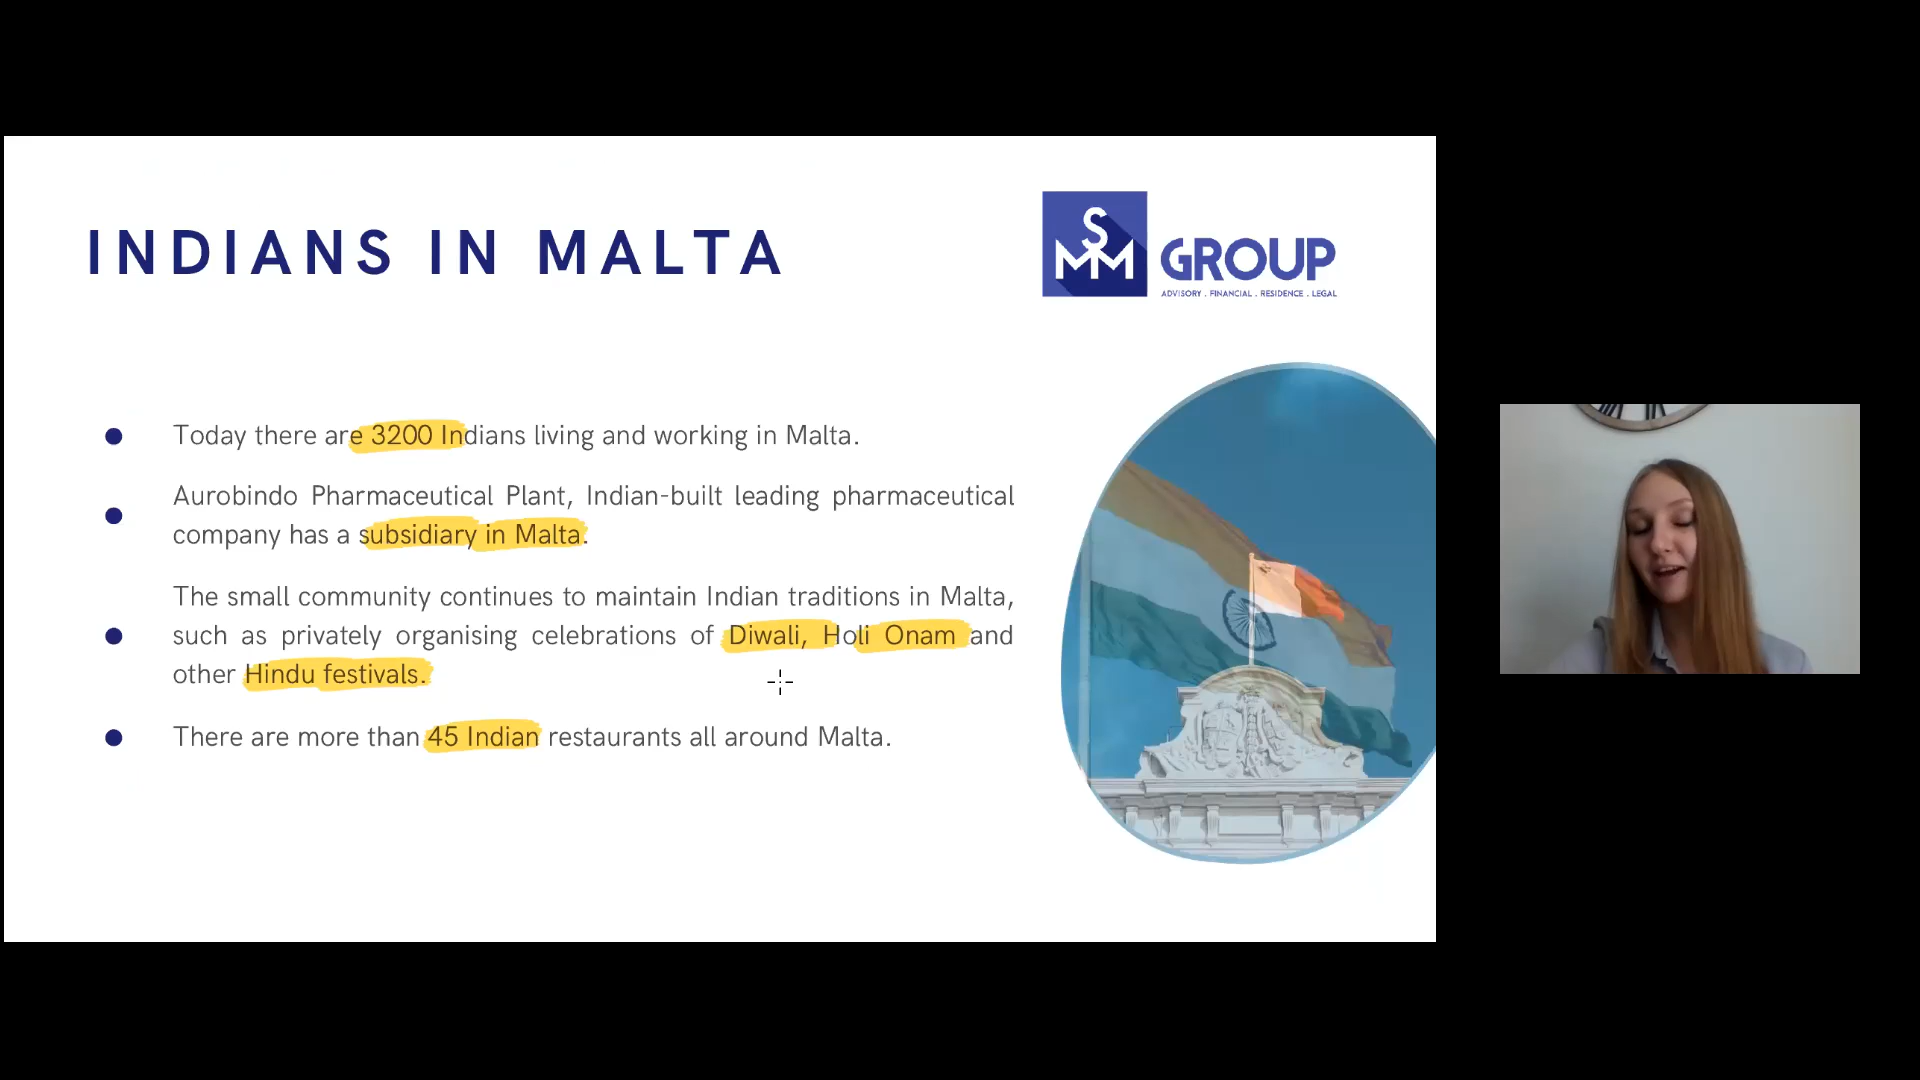 INDIANS IN MALTA
SMM GROUP
ADVISORY . FINANCIAL . RESIDENCE . LEGAL
Today there are 3200 Indians living and working in Malta.
Aurobindo Pharmaceutical Plant, Indian-built leading pharmaceutical
company has a subsidiary in Malta.
The small community continues to maintain Indian traditions in Malta,
such as privately organising celebrations of Diwali, Holi Onam and
other Hindu festivals.
There are more than 45 Indian restaurants all around Malta.